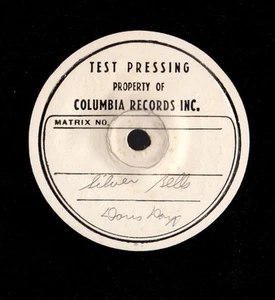 TEST PRESSING
PROPERTY OF
COLUMBIA RECORDS INC.
MATRIX NO.
Silver Bells
Doris Day